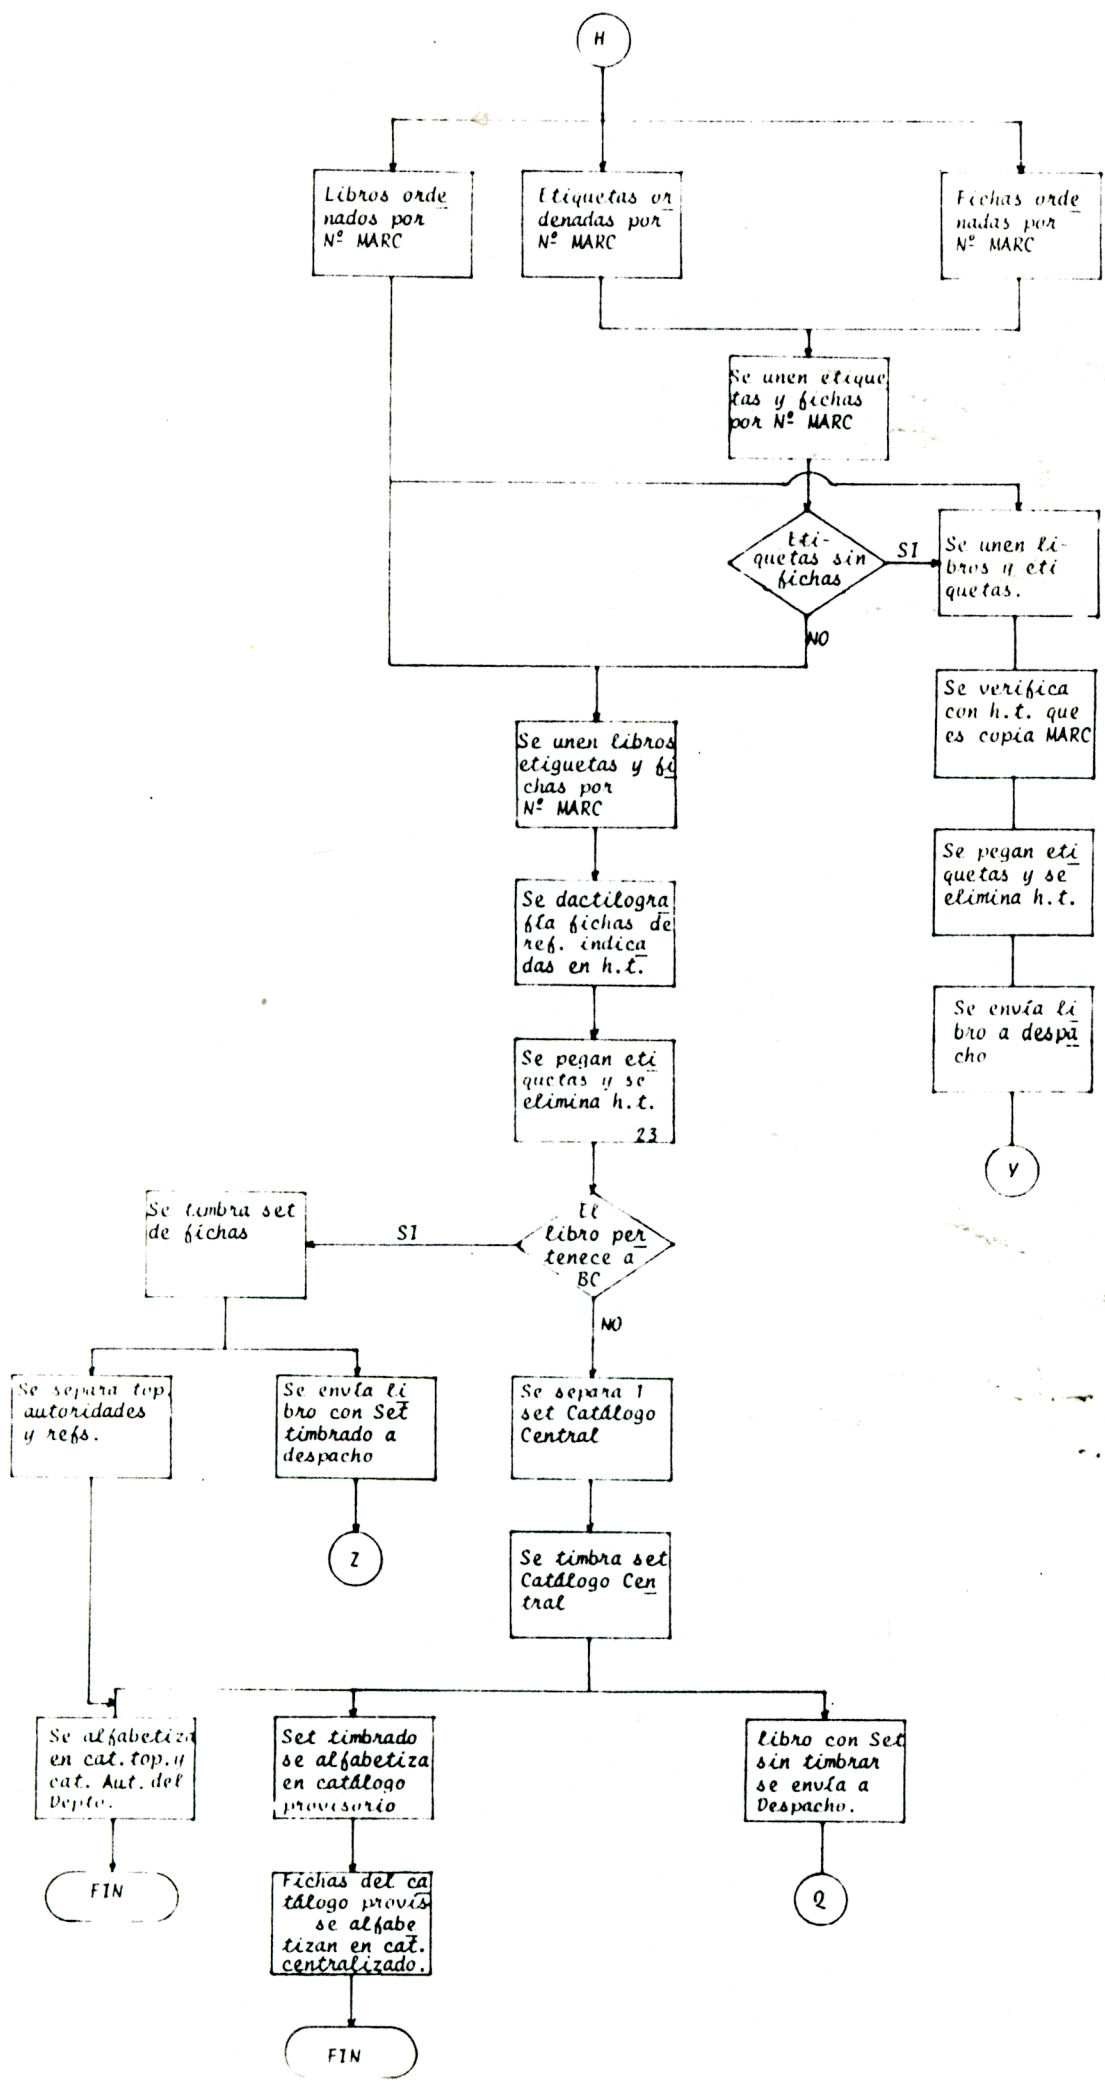 H
Libros orde
nados por
Nº MARC
Etiquetas or
denadas por
Nº MARC
Fichas orde
nadas por
Nº MARC
Se unen etique
tas y fichas
por Nº MARC
Eti-
quetas sin
fichas
SI
NO
Se unen li-
bros y eti
quetas.
Se verifica
con h.t. que
es copia MARC
Se pegan eti
quetas y se
elimina h.t.
Se envía li
bro a despa
cho
Y
Se unen libros
etiquetas y fi
chas por
Nº MARC
Se dactilogra
fía fichas de
ref. indica
das en h.t.
Se pegan eti
quetas y se
elimina h.t.
23
El
libro per
tenece a
BC
SI
NO
Se timbra set
de fichas
Se separa top.
autoridades
y refs.
Se envía li
bro con Set
timbrado a
despacho
Z
Se separa 1
set Catálogo
Central
Se timbra set
Catálogo Cen
tral
Se alfabetiza
en cat. top. y
cat. Aut. del
Depto.
FIN
Set timbrado
se alfabetiza
en catálogo
provisorio
Fichas del ca
tálogo provis
se alfabe
tizan en cat.
centralizado.
FIN
libro con Set
sin timbrar
se envía a
Despacho.
Q